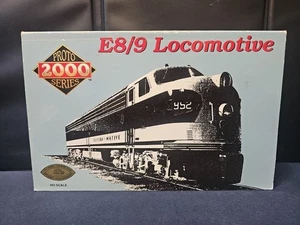 PROTO
2000
SERIES
E8/9 Locomotive
952
HO SCALE